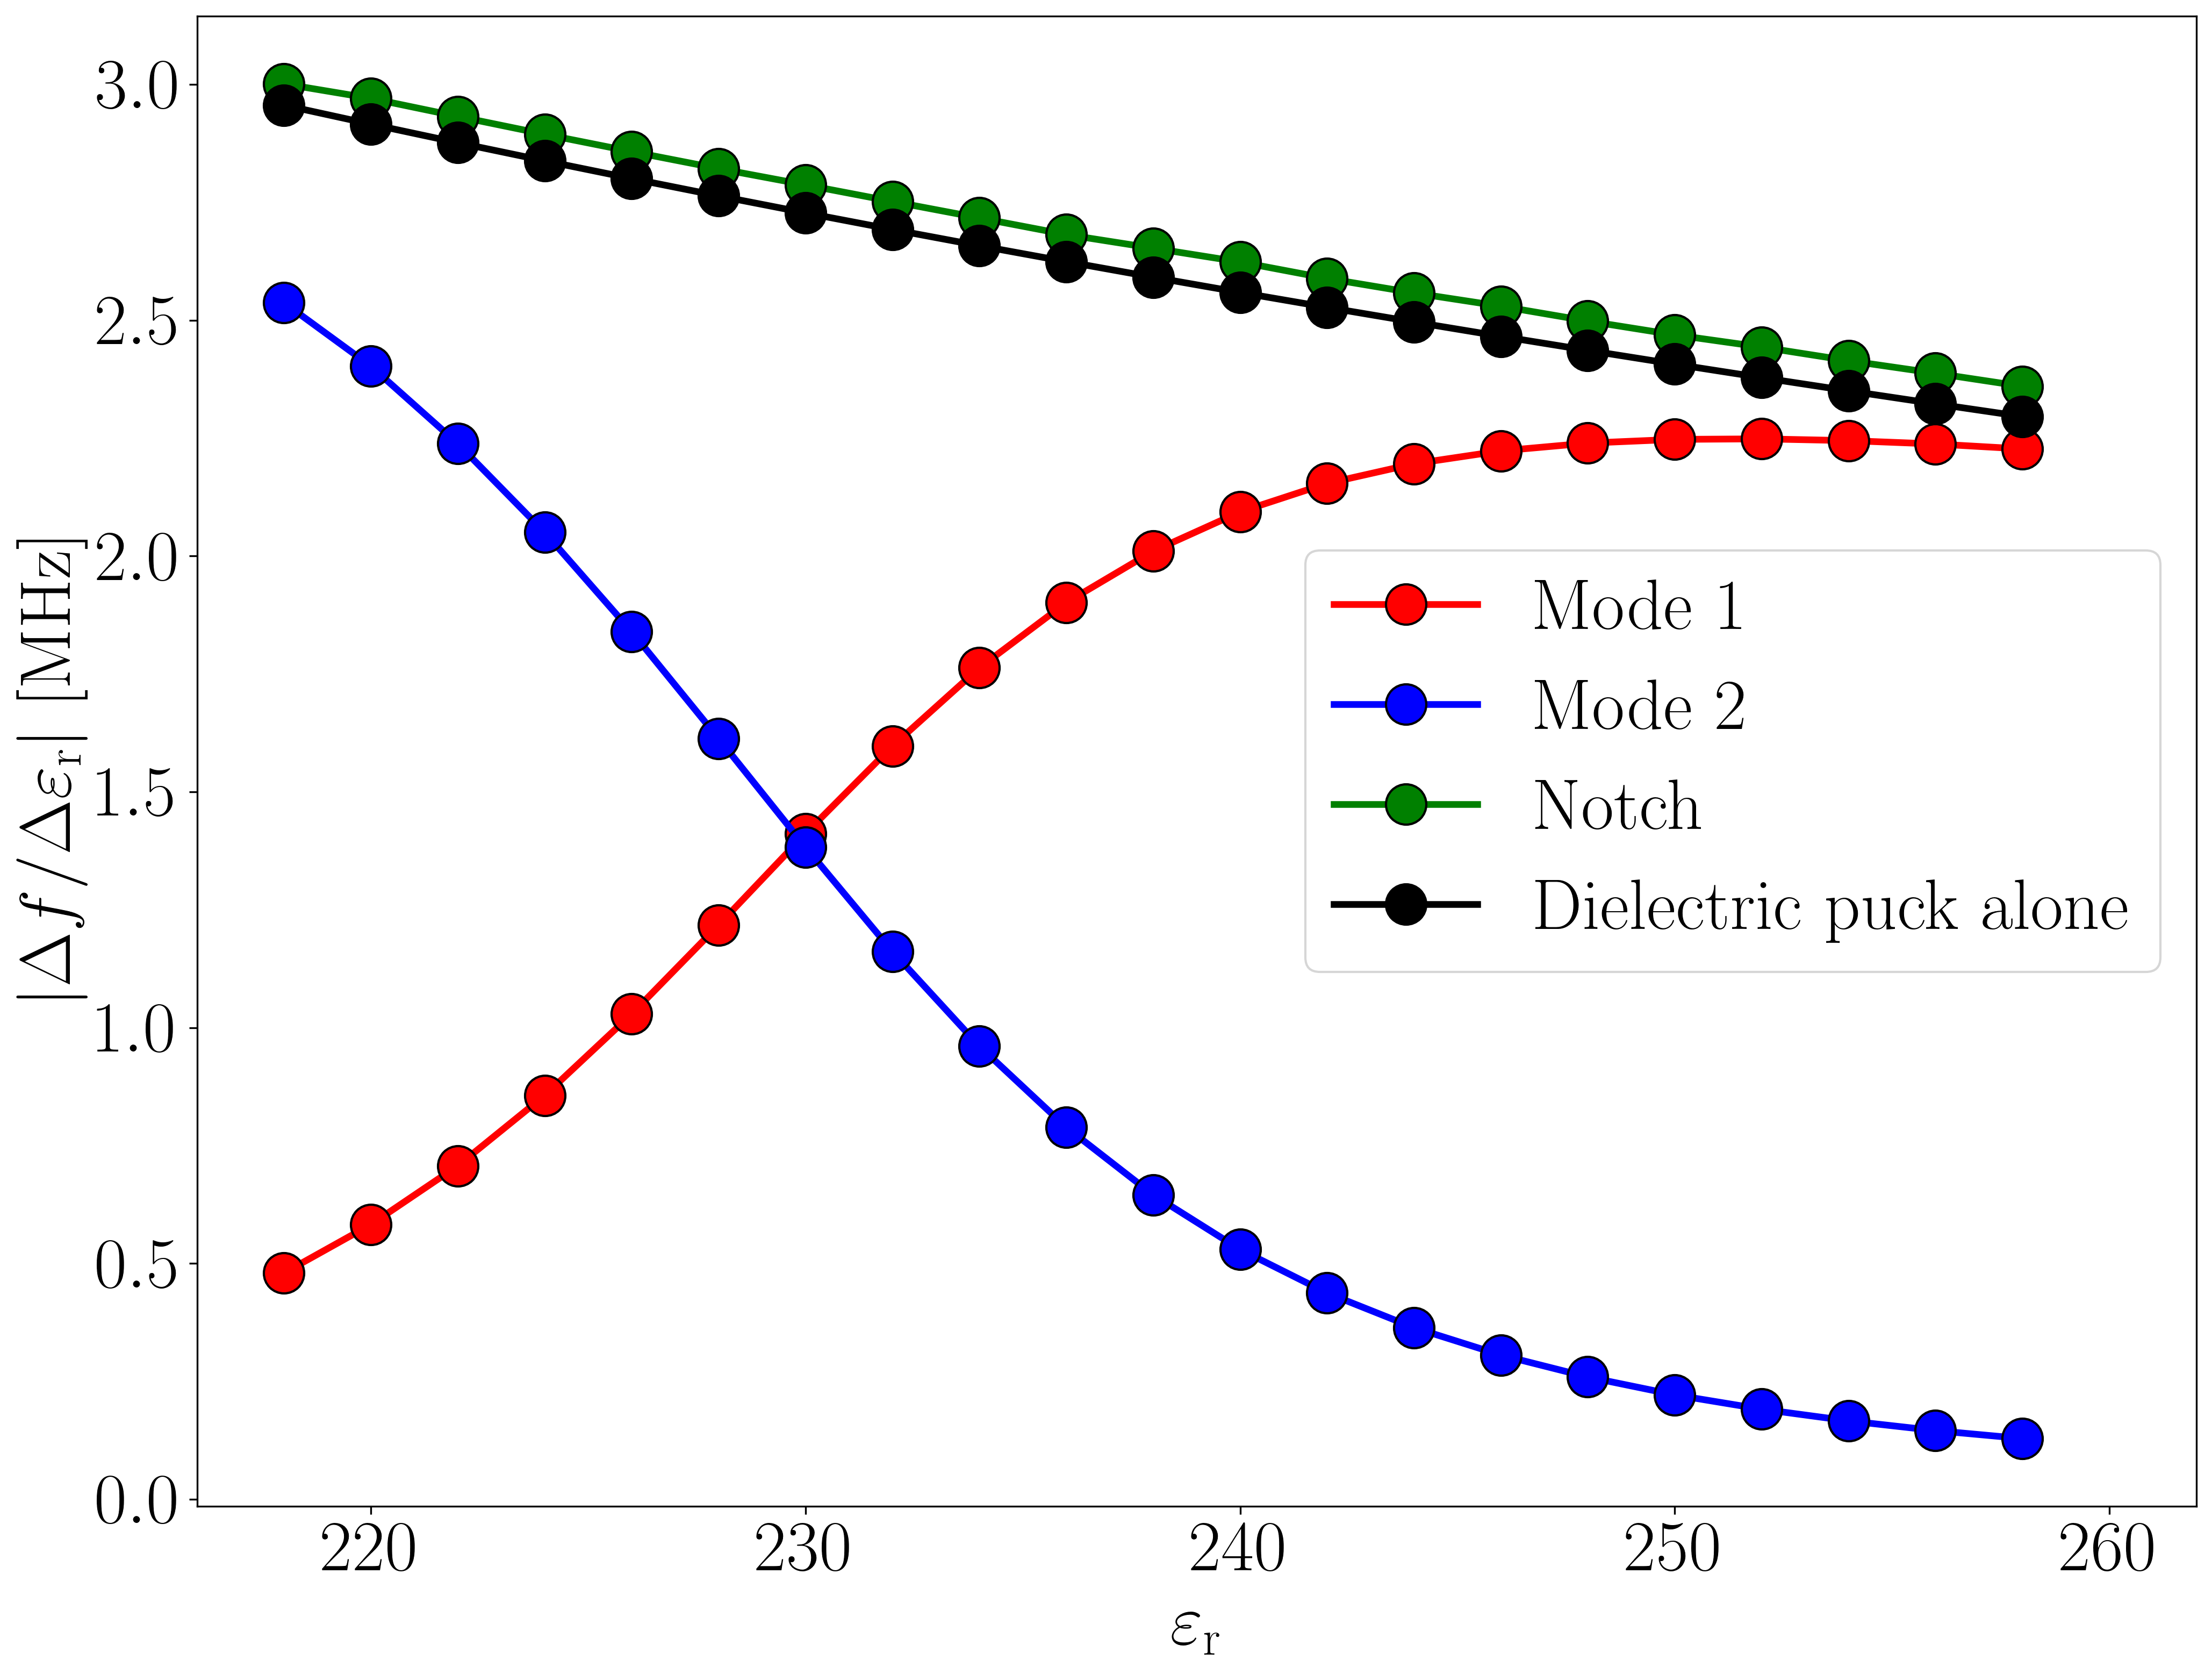 |Δf/Δε_r| [MHz]
3.0
2.5
2.0
1.5
1.0
0.5
0.0
Mode 1
Mode 2
Notch
Dielectric puck alone
220 230 240 250 260
ε_r